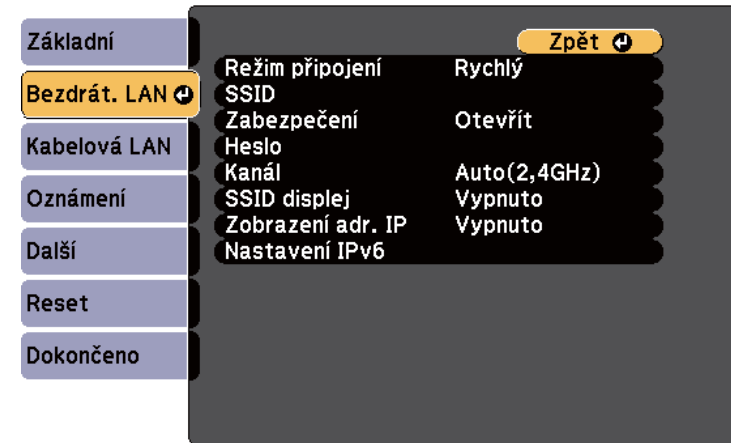 Základní
Bezdrát. LAN
Kabelová LAN
Oznámení
Další
Reset
Dokončeno
Zpět
Režim připojení Rychlý
SSID
Zabezpečení Otevřít
Heslo
Kanál Auto(2,4GHz)
SSID displej Vypnuto
Zobrazení adr. IP Vypnuto
Nastavení IPv6